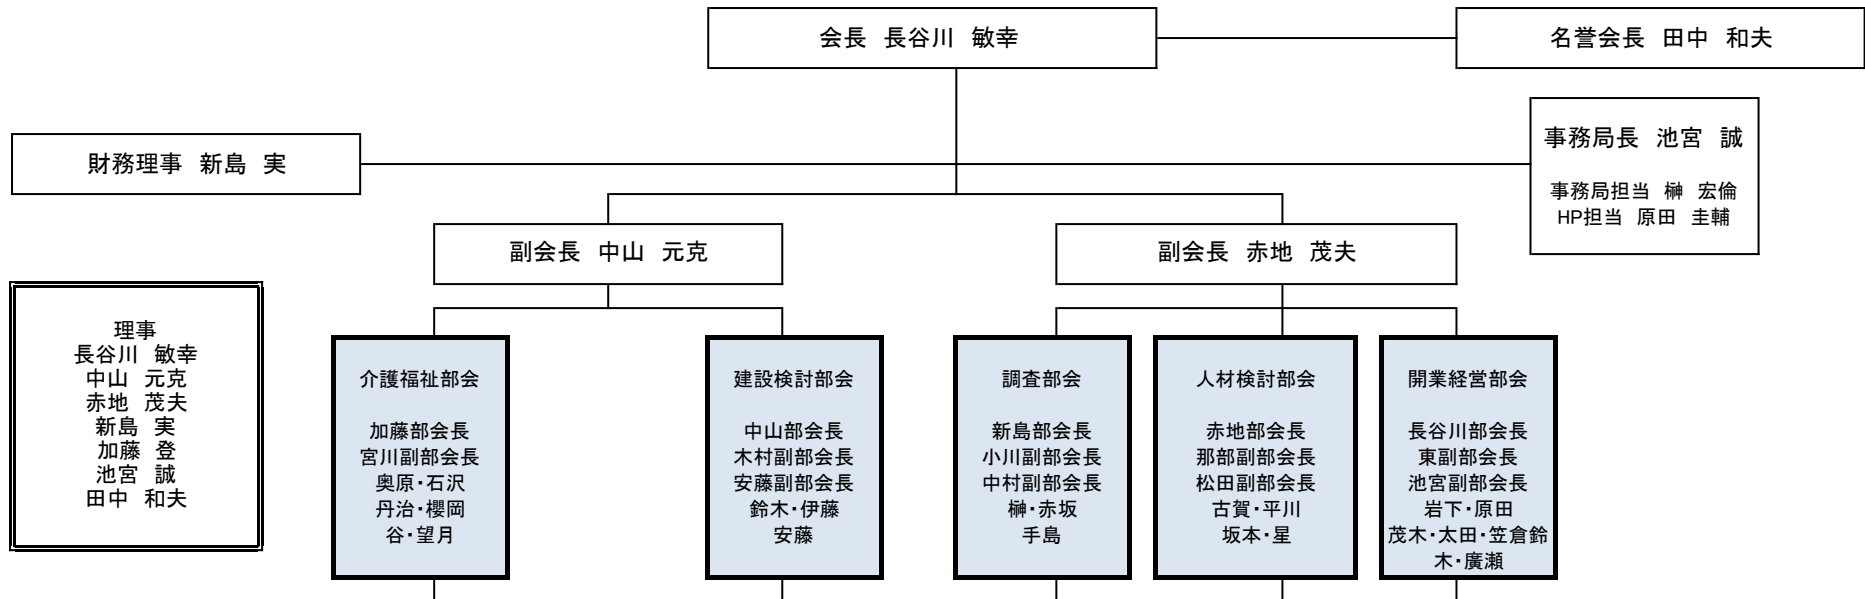 会長　長谷川　敏幸
名誉会長　田中　和夫
財務理事　新島　実
事務局長　池宮　誠
事務局担当　榊　宏倫
HP担当　原田　圭輔
副会長　中山　元克
副会長　赤地　茂夫
理事
長谷川　敏幸
中山　元克
赤地　茂夫
新島　実
加藤　登
池宮　誠
田中　和夫
介護福祉部会
加藤部会長
宮川副部会長
奥原・石沢
丹治・櫻岡
谷・望月
建設検討部会
中山部会長
木村副部会長
安藤副部会長
鈴木・伊藤
安藤
調査部会
新島部会長
小川副部会長
中村副部会長
榊・赤坂
手島
人材検討部会
赤地部会長
那部副部会長
松田副部会長
古賀・平川
坂本・星
開業経営部会
長谷川部会長
東副部会長
池宮副部会長
岩下・原田
茂木・太田・笠倉鈴
木・廣瀬